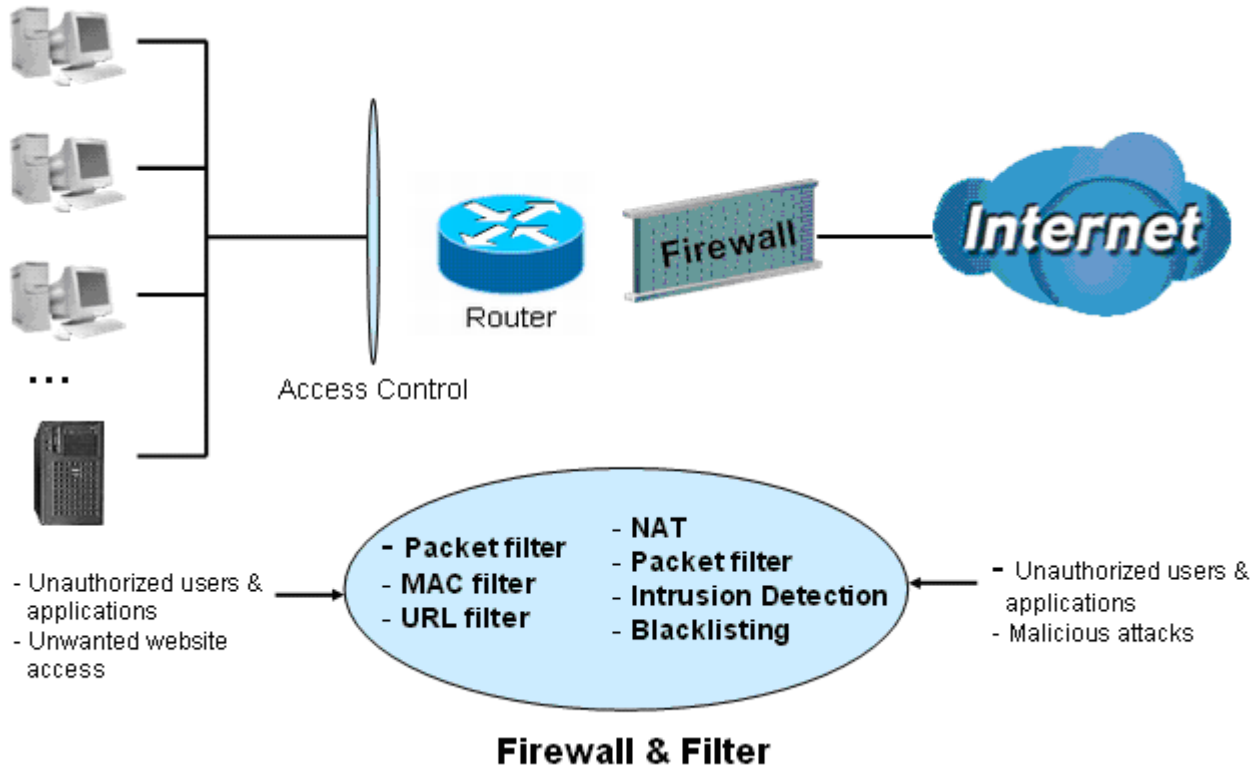 Firewall
Internet
Router
Access Control
...
- Unauthorized users &
applications
- Unwanted website
access
- Packet filter
- MAC filter
- URL filter
- NAT
- Packet filter
- Intrusion Detection
- Blacklisting
- Unauthorized users &
applications
- Malicious attacks
Firewall & Filter